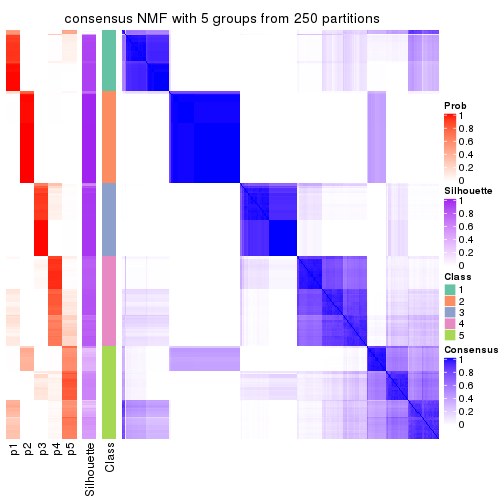 consensus NMF with 5 groups from 250 partitions
Prob
1
0.8
0.6
0.4
0.2
0
Silhouette
1
0.8
0.6
0.4
0.2
0
Class
1
2
3
4
5
Consensus
1
0.8
0.6
0.4
0.2
0
p1
p2
p3
p4
p5
Silhouette
Class